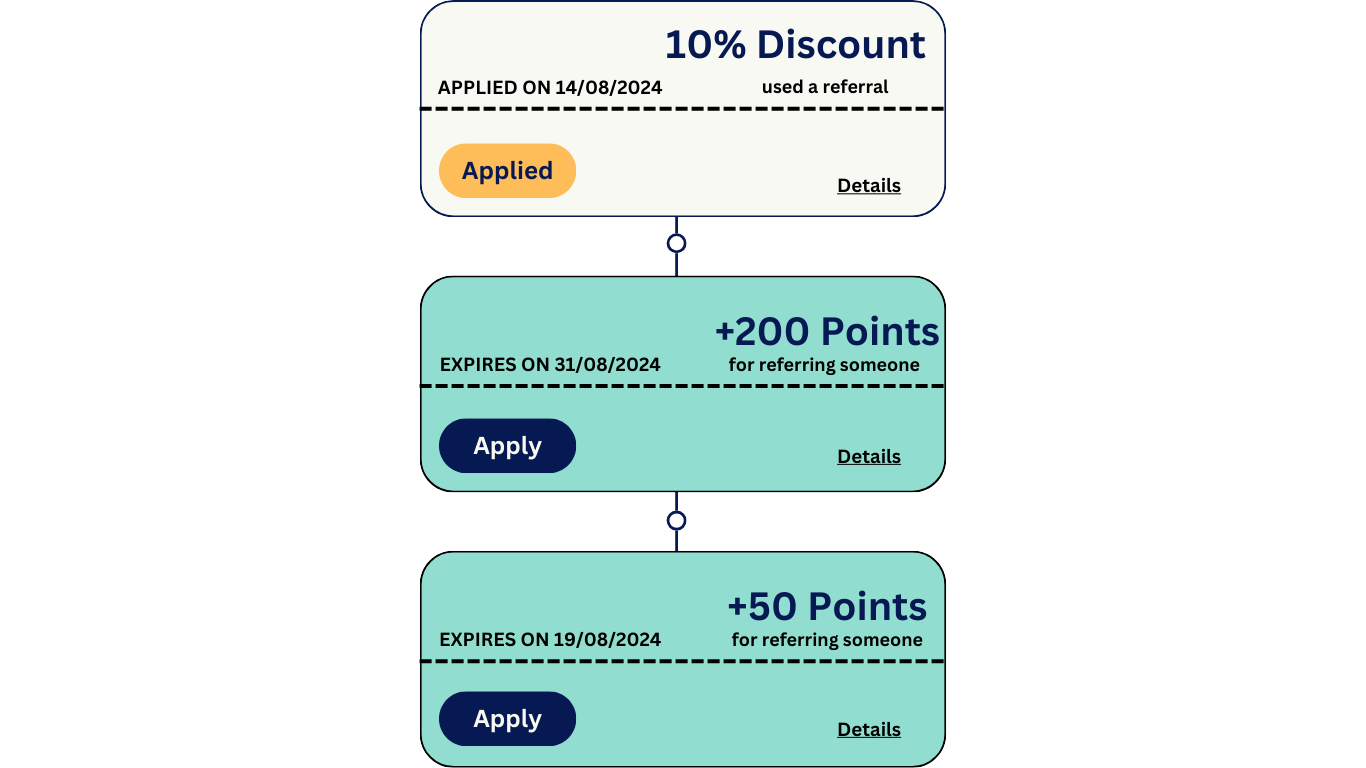 10% Discount
APPLIED ON 14/08/2024
used a referral
Applied
Details
+200 Points
EXPIRES ON 31/08/2024
for referring someone
Apply
Details
+50 Points
EXPIRES ON 19/08/2024
for referring someone
Apply
Details